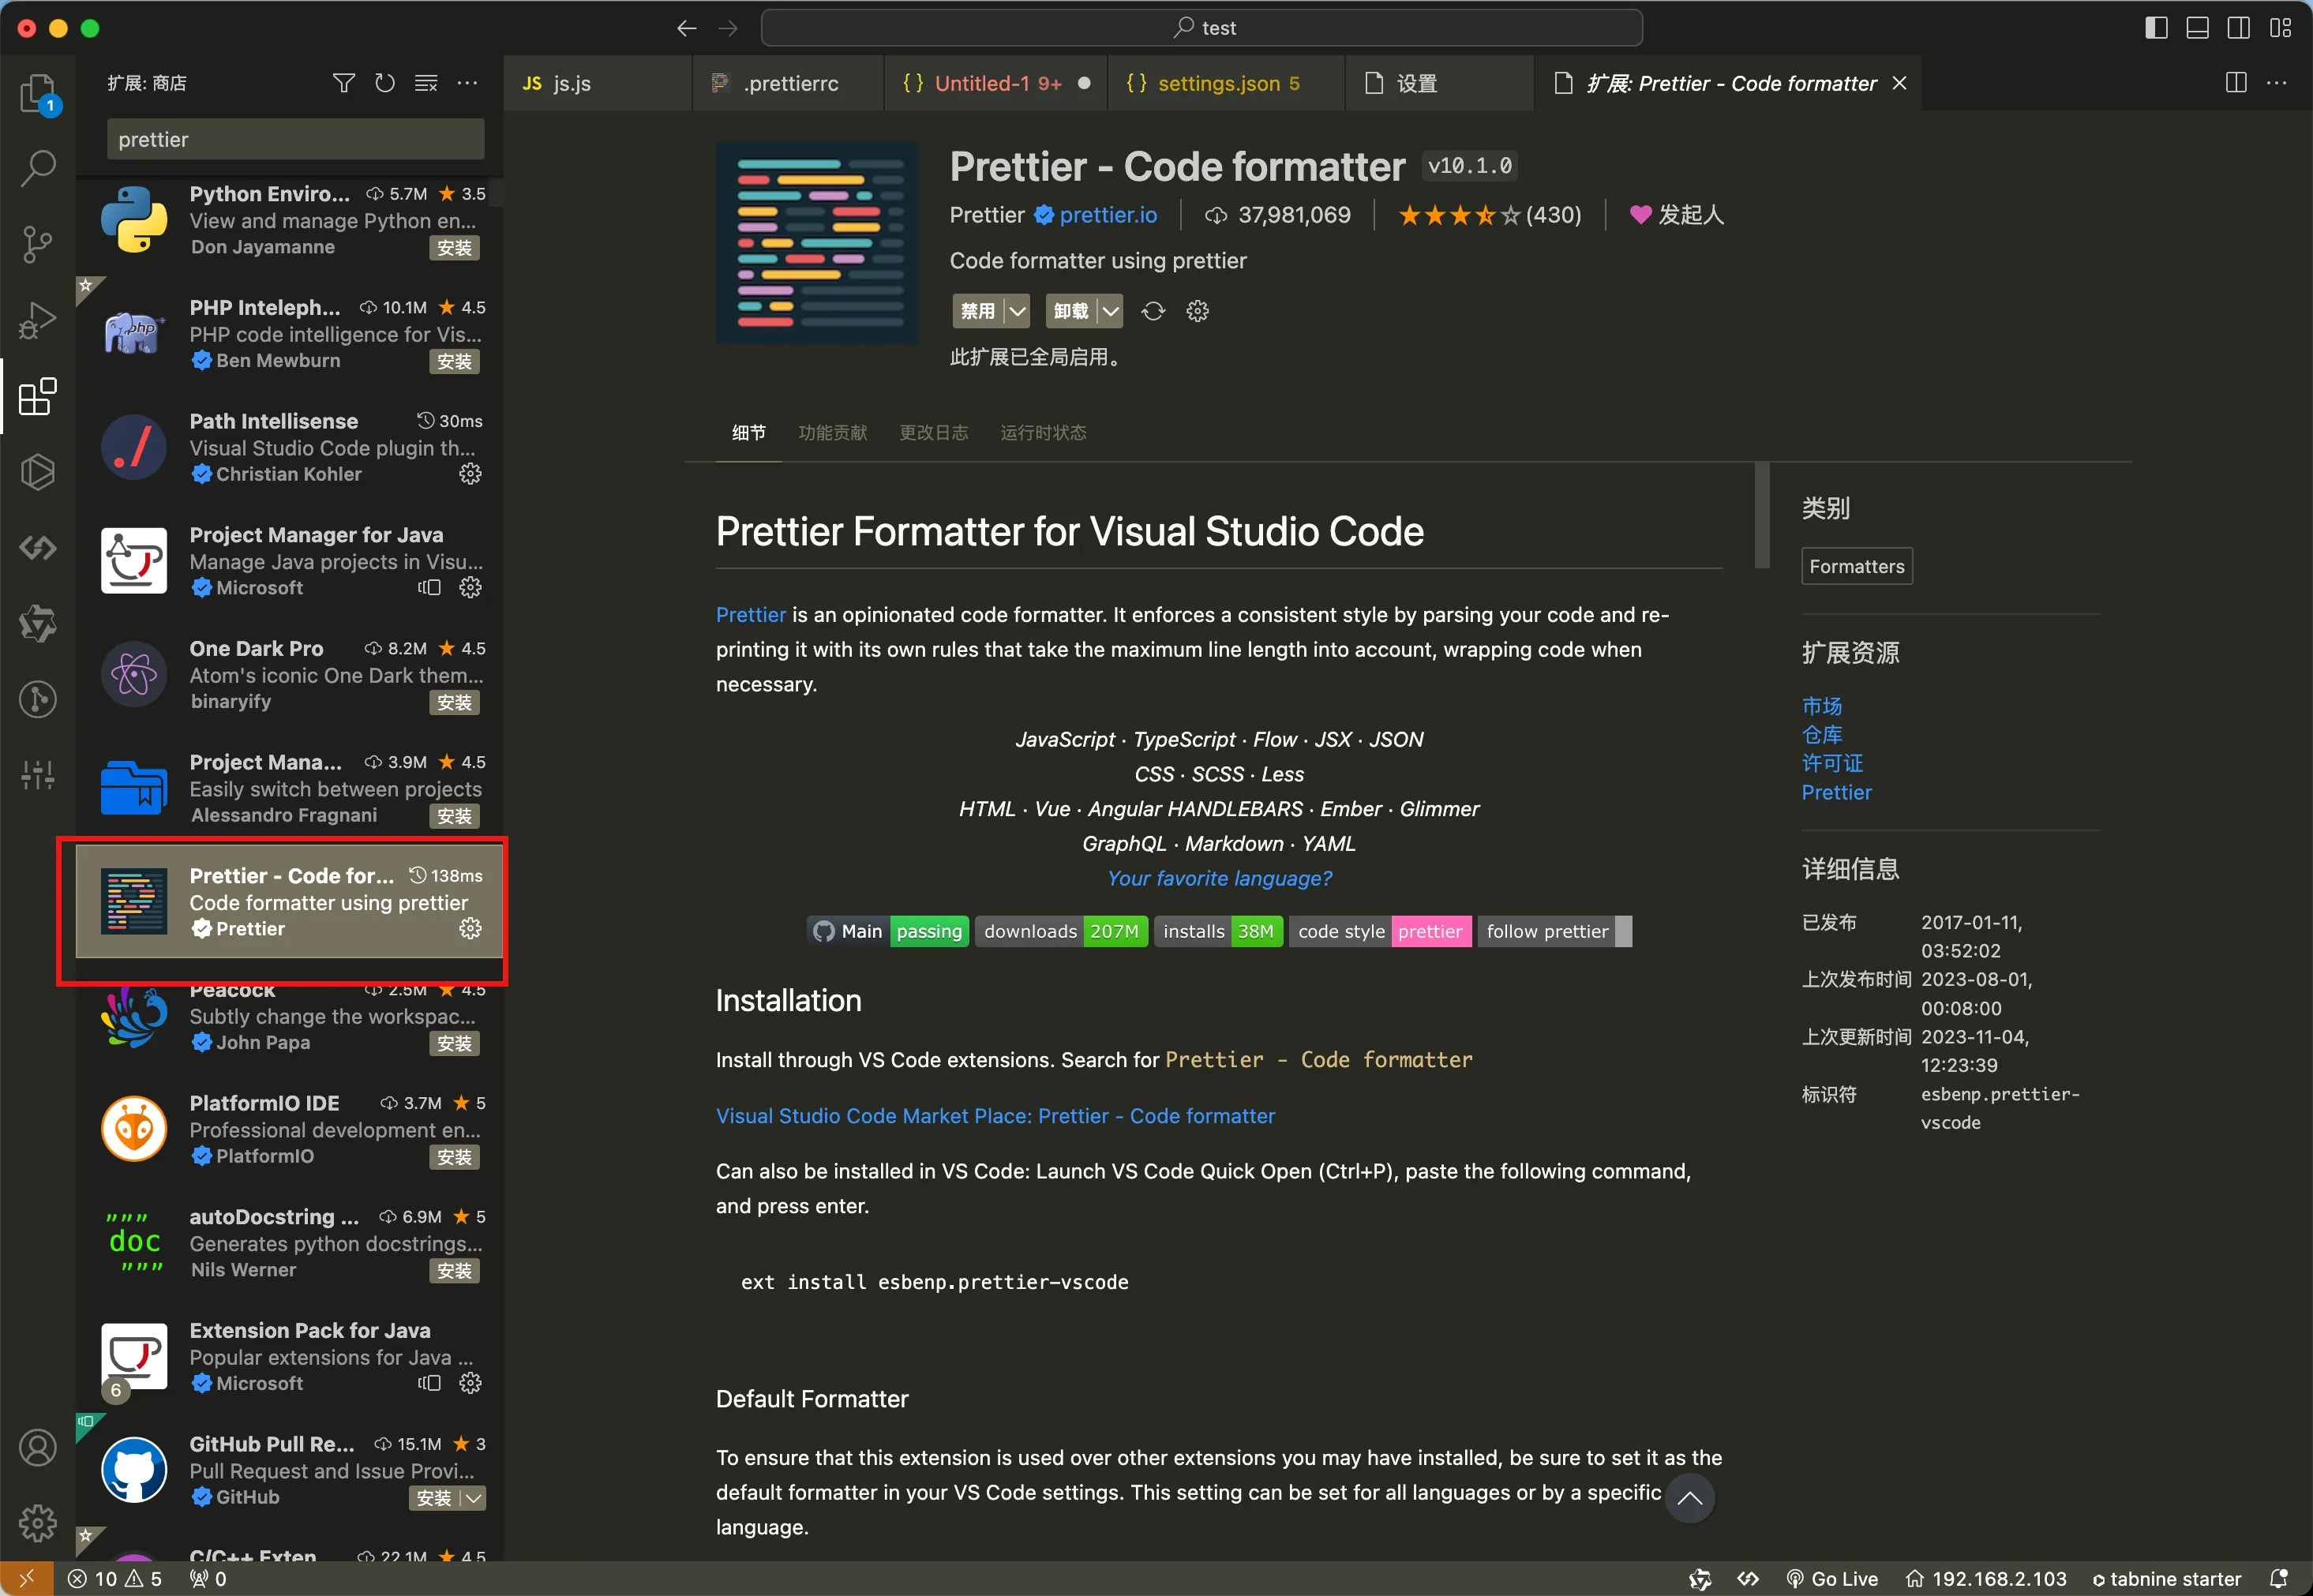 test
扩展: 商店
JS js.js
.prettierrc
{ } Untitled-1 9+
{ } settings.json 5
设置
扩展: Prettier - Code formatter
1
prettier
Python Enviro... 5.7M ★ 3.5
View and manage Python en...
Don Jayamanne 安装
PHP Inteleph... 10.1M ★ 4.5
PHP code intelligence for Vis...
Ben Mewburn 安装
Path Intellisense 30ms
Visual Studio Code plugin th...
Christian Kohler
Project Manager for Java
Manage Java projects in Visu...
Microsoft
One Dark Pro 8.2M ★ 4.5
Atom's iconic One Dark them...
binaryify 安装
Project Mana... 3.9M ★ 4.5
Easily switch between projects
Alessandro Fragnani 安装
Prettier - Code for... 138ms
Code formatter using prettier
Prettier
Peacock 2.5M ★ 4.5
Subtly change the workspac...
John Papa 安装
PlatformIO IDE 3.7M ★ 5
Professional development en...
PlatformIO 安装
autoDocstring ... 6.9M ★ 5
Generates python docstrings...
Nils Werner 安装
"""
doc
"""
Extension Pack for Java
Popular extensions for Java ...
Microsoft
6
GitHub Pull Re... 15.1M ★ 3
Pull Request and Issue Provi...
GitHub 安装
C/C++ Exten 22.1M ★ 4.5
php
Prettier - Code formatter v10.1.0
Prettier prettier.io 37,981,069 (430) 发起人
Code formatter using prettier
禁用 卸载
此扩展已全局启用。
细节 功能贡献 更改日志 运行时状态
Prettier Formatter for Visual Studio Code
Prettier is an opinionated code formatter. It enforces a consistent style by parsing your code and re-
printing it with its own rules that take the maximum line length into account, wrapping code when
necessary.
JavaScript · TypeScript · Flow · JSX · JSON
CSS · SCSS · Less
HTML · Vue · Angular HANDLEBARS · Ember · Glimmer
GraphQL · Markdown · YAML
Your favorite language?
Main passing downloads 207M installs 38M code style prettier follow prettier
Installation
Install through VS Code extensions. Search for Prettier - Code formatter
Visual Studio Code Market Place: Prettier - Code formatter
Can also be installed in VS Code: Launch VS Code Quick Open (Ctrl+P), paste the following command,
and press enter.
ext install esbenp.prettier-vscode
Default Formatter
To ensure that this extension is used over other extensions you may have installed, be sure to set it as the
default formatter in your VS Code settings. This setting can be set for all languages or by a specific
language.
类别
Formatters
扩展资源
市场
仓库
许可证
Prettier
详细信息
已发布 2017-01-11,
03:52:02
上次发布时间 2023-08-01,
00:08:00
上次更新时间 2023-11-04,
12:23:39
标识符 esbenp.prettier-
vscode
10 5 0
Go Live 192.168.2.103 tabnine starter